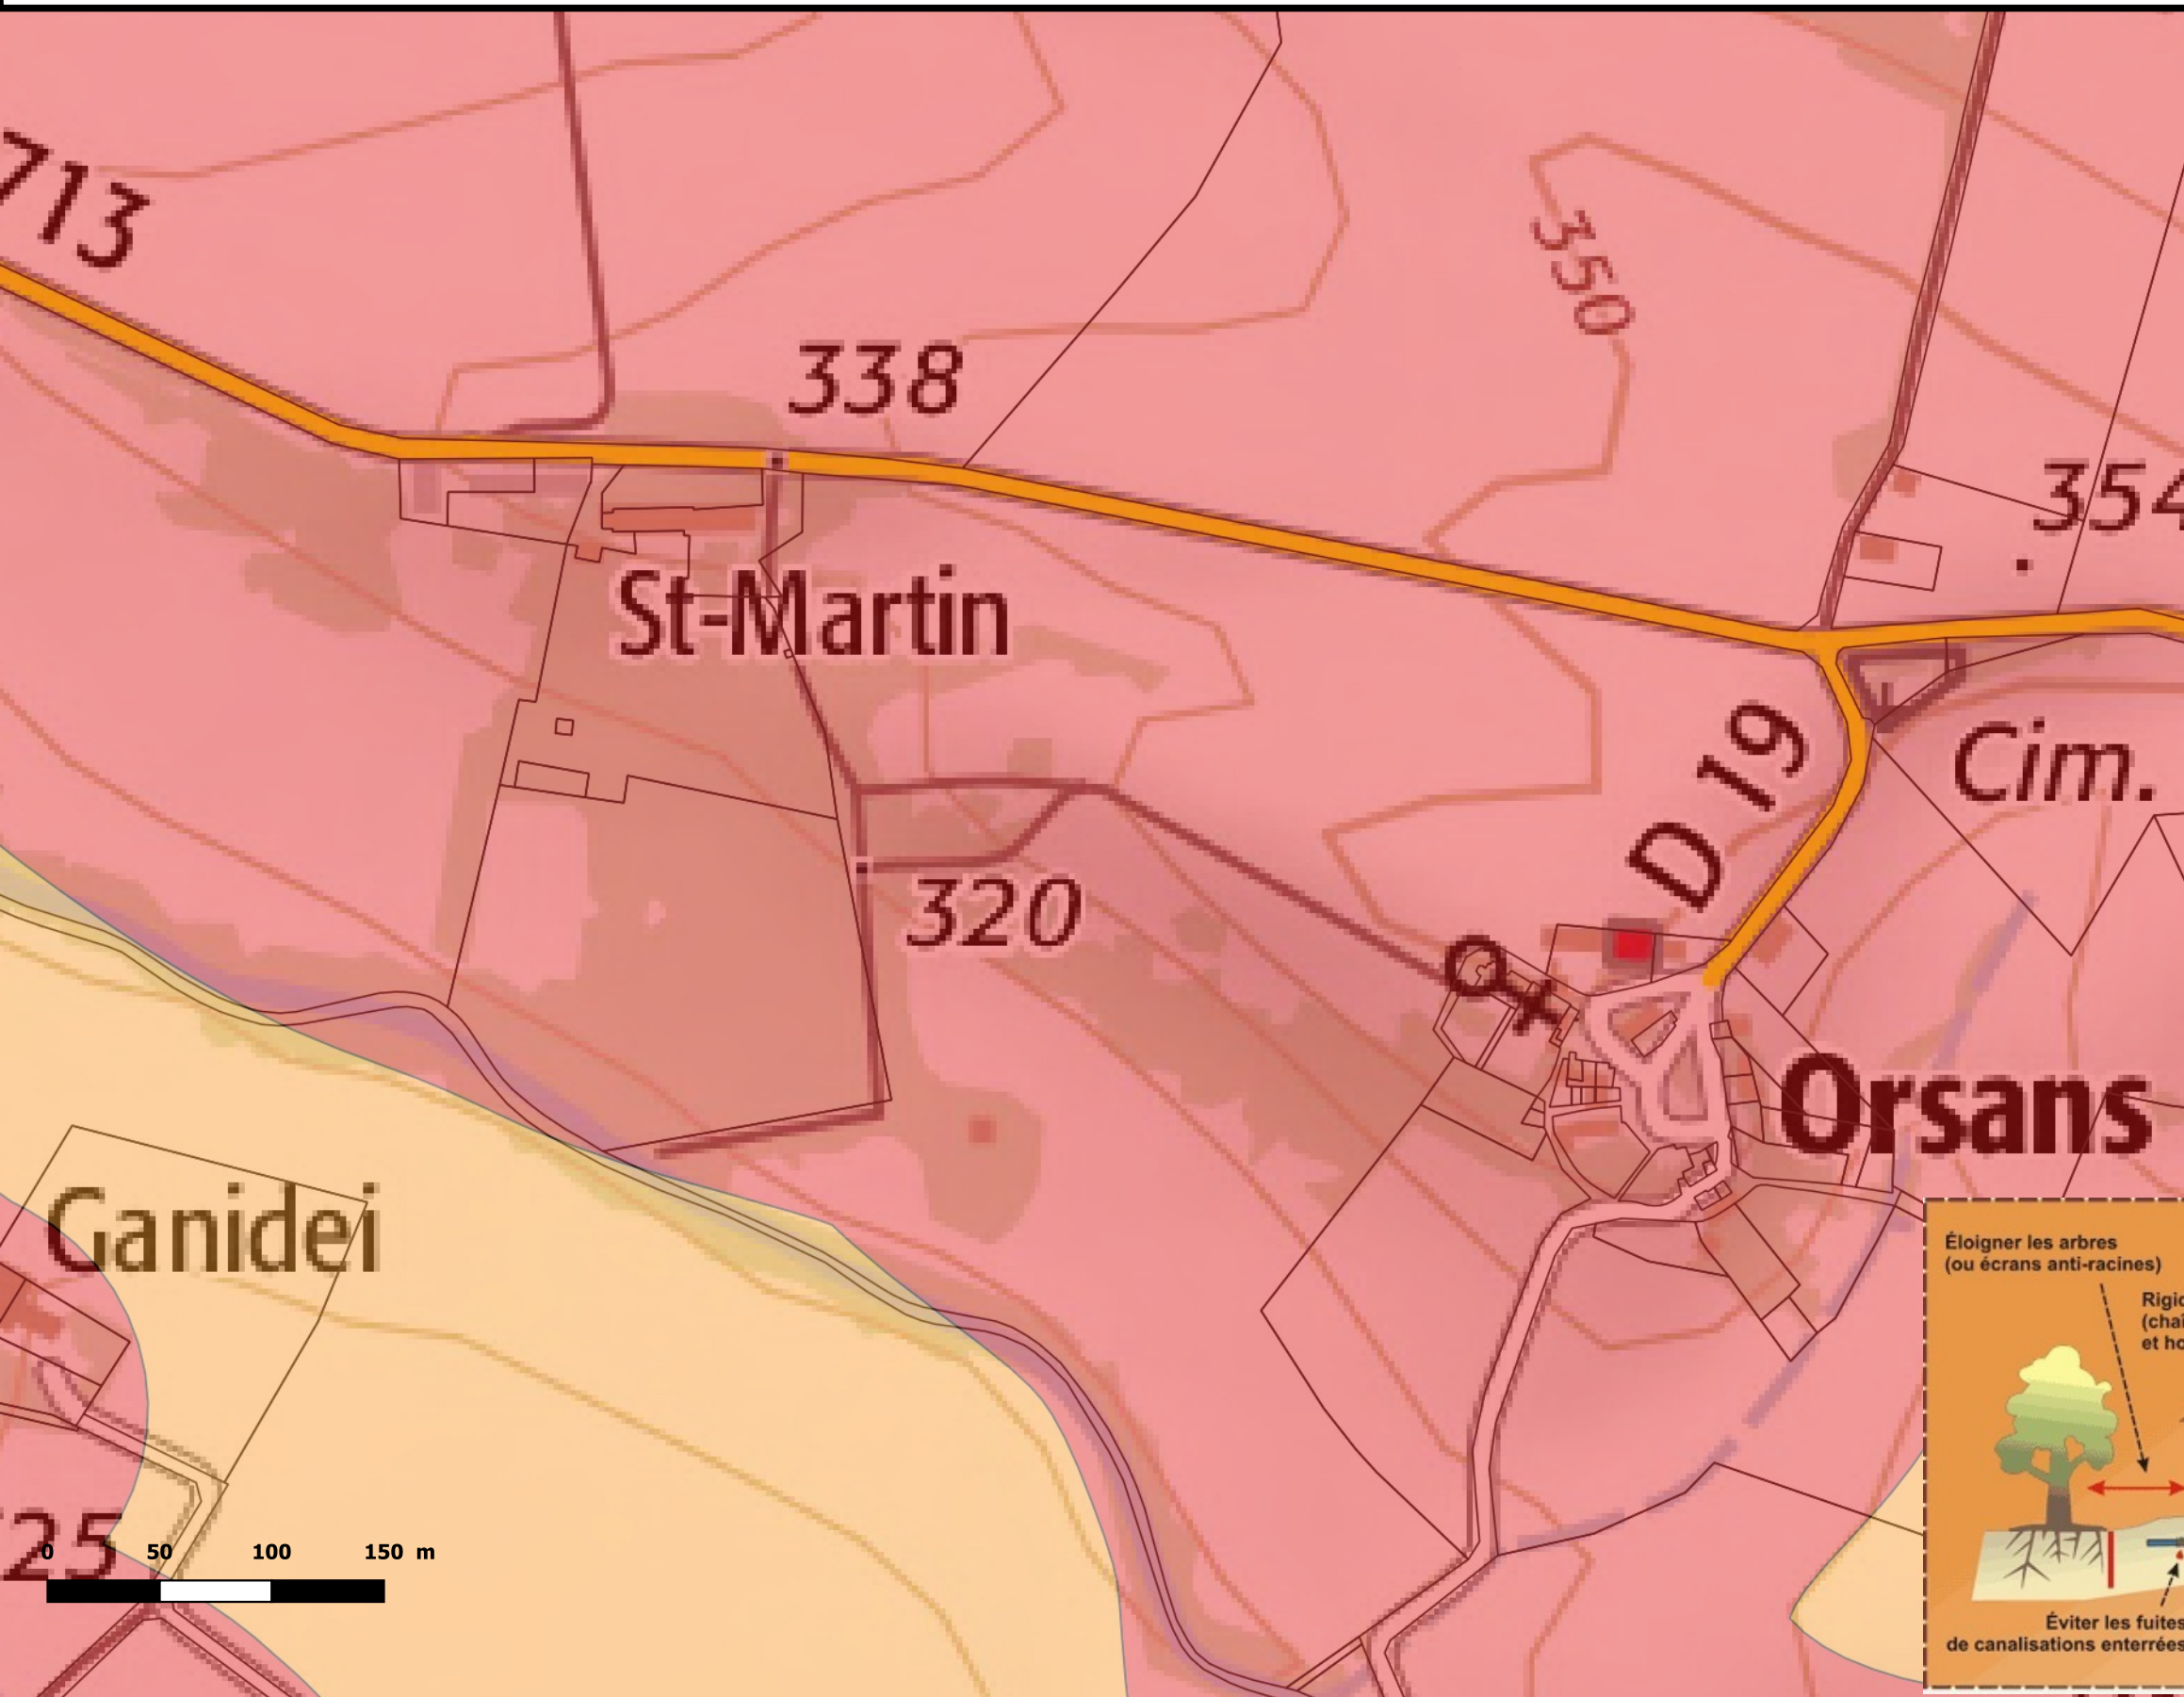 713
338
350
354
St-Martin
D 19
Cim.
320
Orsans
Ganidei
Éloigner les arbres
(ou écrans anti-racines)
25
0 50 100 150 m
Éviter les fuites
de canalisations enterrées